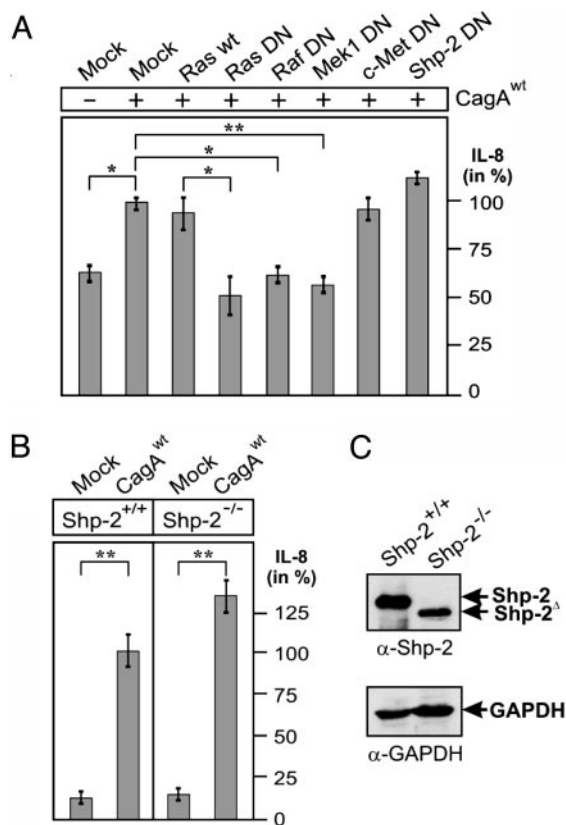 A
Mock Mock Ras wt Ras DN Raf DN Mek1 DN c-Met DN Shp-2 DN
– + + + + + + + CagA^wt
** 
* * *
IL-8
(in %)
100
75
50
25
0
B
Mock CagA^wt Mock CagA^wt
Shp-2^+/+ Shp-2^-/-
** **
IL-8
(in %)
125
100
75
25
0
C
Shp-2^+/+ Shp-2^-/-
Shp-2
Shp-2^Δ
α-Shp-2
GAPDH
α-GAPDH